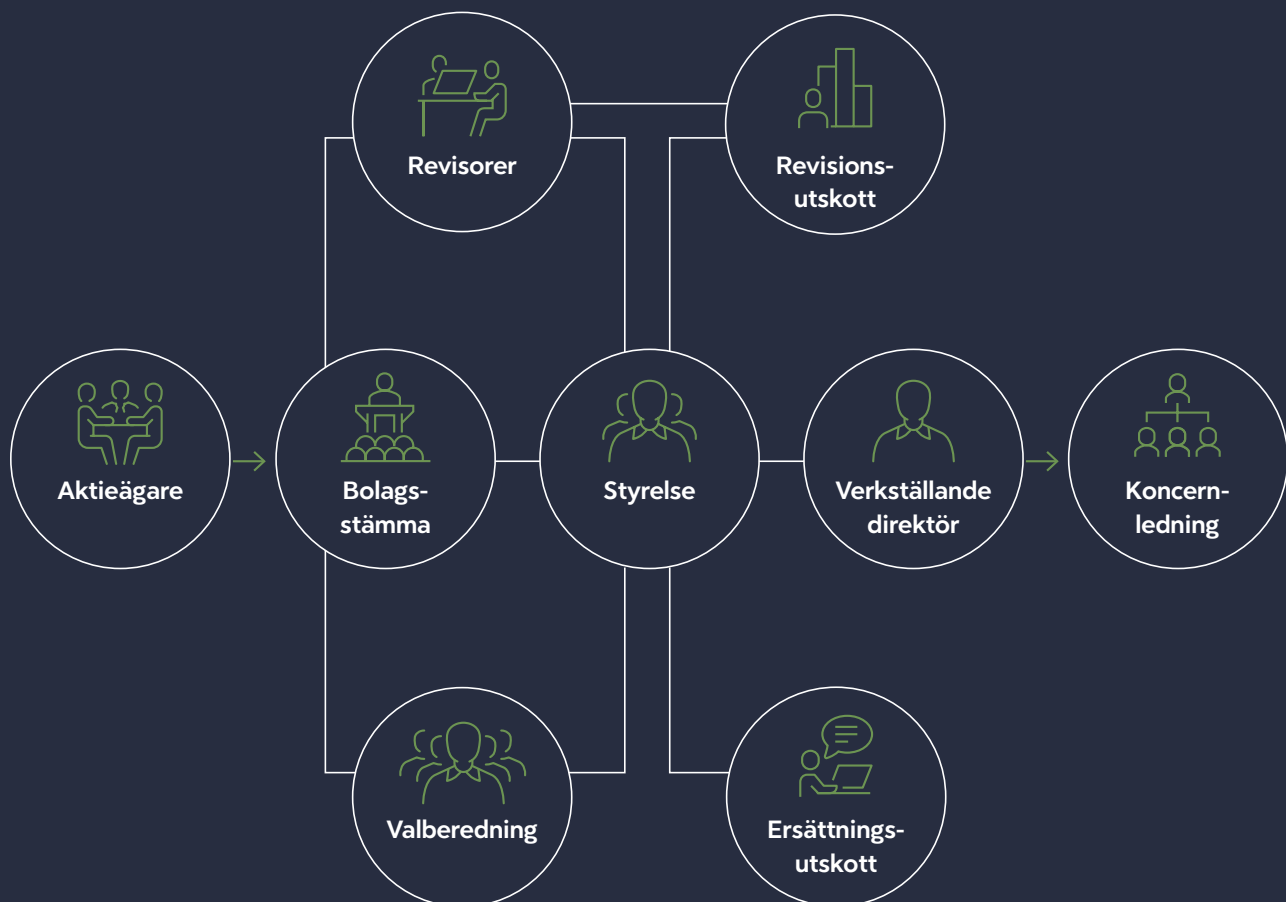 Revisorer
Revisions-
utskott
Aktieägare
Bolags-
stämma
Styrelse
Verkställande
direktör
Koncern-
ledning
Valberedning
Ersättnings-
utskott